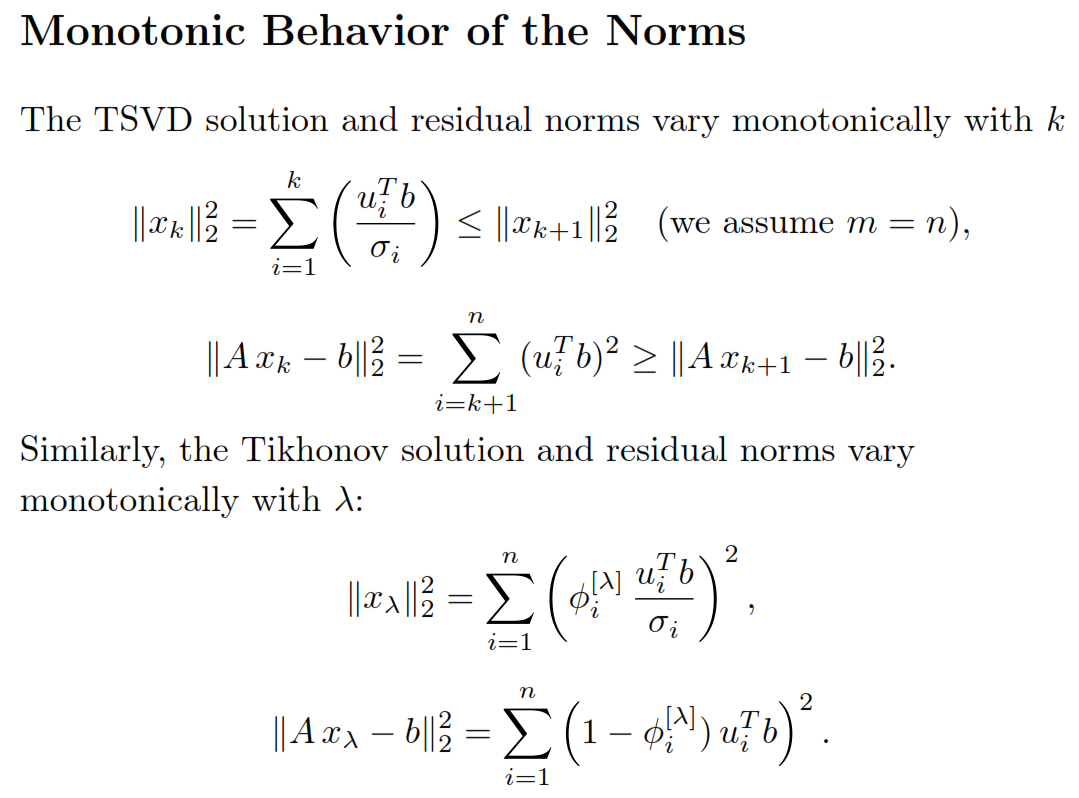 Monotonic Behavior of the Norms
The TSVD solution and residual norms vary monotonically with $k$
$$\|x_k\|_2^2 = \sum_{i=1}^{k} \left( \frac{u_i^T b}{\sigma_i} \right) \leq \|x_{k+1}\|_2^2 \quad \text{(we assume } m = n\text{)},$$
$$\|A\,x_k - b\|_2^2 = \sum_{i=k+1}^{n} (u_i^T b)^2 \geq \|A\,x_{k+1} - b\|_2^2.$$
Similarly, the Tikhonov solution and residual norms vary
monotonically with $\lambda$:
$$\|x_\lambda\|_2^2 = \sum_{i=1}^{n} \left( \phi_i^{[\lambda]} \frac{u_i^T b}{\sigma_i} \right)^2,$$
$$\|A\,x_\lambda - b\|_2^2 = \sum_{i=1}^{n} \left( 1 - \phi_i^{[\lambda]}) \, u_i^T b \right)^2.$$